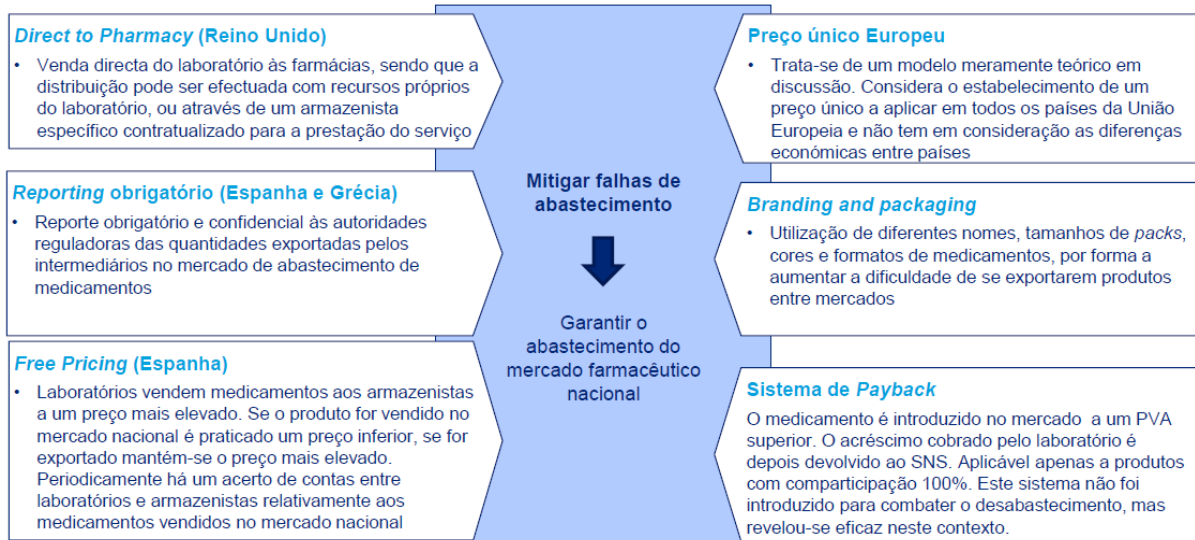 Direct to Pharmacy (Reino Unido)
• Venda directa do laboratório às farmácias, sendo que a
distribuição pode ser efectuada com recursos próprios
do laboratório, ou através de um armazenista
específico contratualizado para a prestação do serviço
Reporting obrigatório (Espanha e Grécia)
• Reporte obrigatório e confidencial às autoridades
reguladoras das quantidades exportadas pelos
intermediários no mercado de abastecimento de
medicamentos
Free Pricing (Espanha)
• Laboratórios vendem medicamentos aos armazenistas
a um preço mais elevado. Se o produto for vendido no
mercado nacional é praticado um preço inferior, se for
exportado mantém-se o preço mais elevado.
Periodicamente há um acerto de contas entre
laboratórios e armazenistas relativamente aos
medicamentos vendidos no mercado nacional
Mitigar falhas de
abastecimento
Garantir o
abastecimento do
mercado farmacêutico
nacional
Preço único Europeu
• Trata-se de um modelo meramente teórico em
discussão. Considera o estabelecimento de um
preço único a aplicar em todos os países da União
Europeia e não tem em consideração as diferenças
económicas entre países
Branding and packaging
• Utilização de diferentes nomes, tamanhos de packs,
cores e formatos de medicamentos, por forma a
aumentar a dificuldade de se exportarem produtos
entre mercados
Sistema de Payback
O medicamento é introduzido no mercado a um PVA
superior. O acréscimo cobrado pelo laboratório é
depois devolvido ao SNS. Aplicável apenas a produtos
com comparticipação 100%. Este sistema não foi
introduzido para combater o desabastecimento, mas
revelou-se eficaz neste contexto.